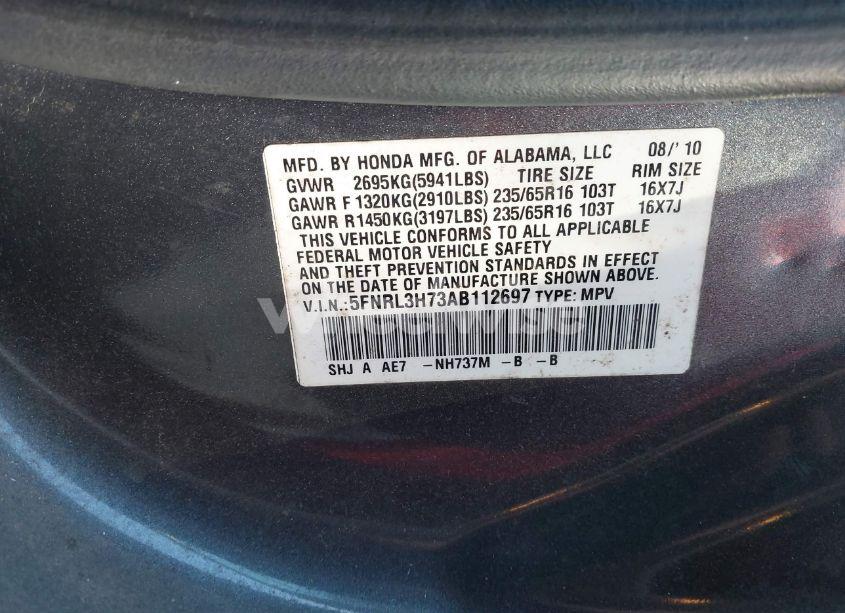 MFD. BY HONDA MFG. OF ALABAMA, LLC 08/'10
GVWR 2695KG(5941LBS) TIRE SIZE RIM SIZE
GAWR F 1320KG(2910LBS) 235/65R16 103T 16X7J
GAWR R1450KG(3197LBS) 235/65R16 103T 16X7J
THIS VEHICLE CONFORMS TO ALL APPLICABLE
FEDERAL MOTOR VEHICLE SAFETY
AND THEFT PREVENTION STANDARDS IN EFFECT
ON THE DATE OF MANUFACTURE SHOWN ABOVE.
V.I.N.:5FNRL3H73AB112697 TYPE: MPV
SHJ A AE7 -NH737M -B -B